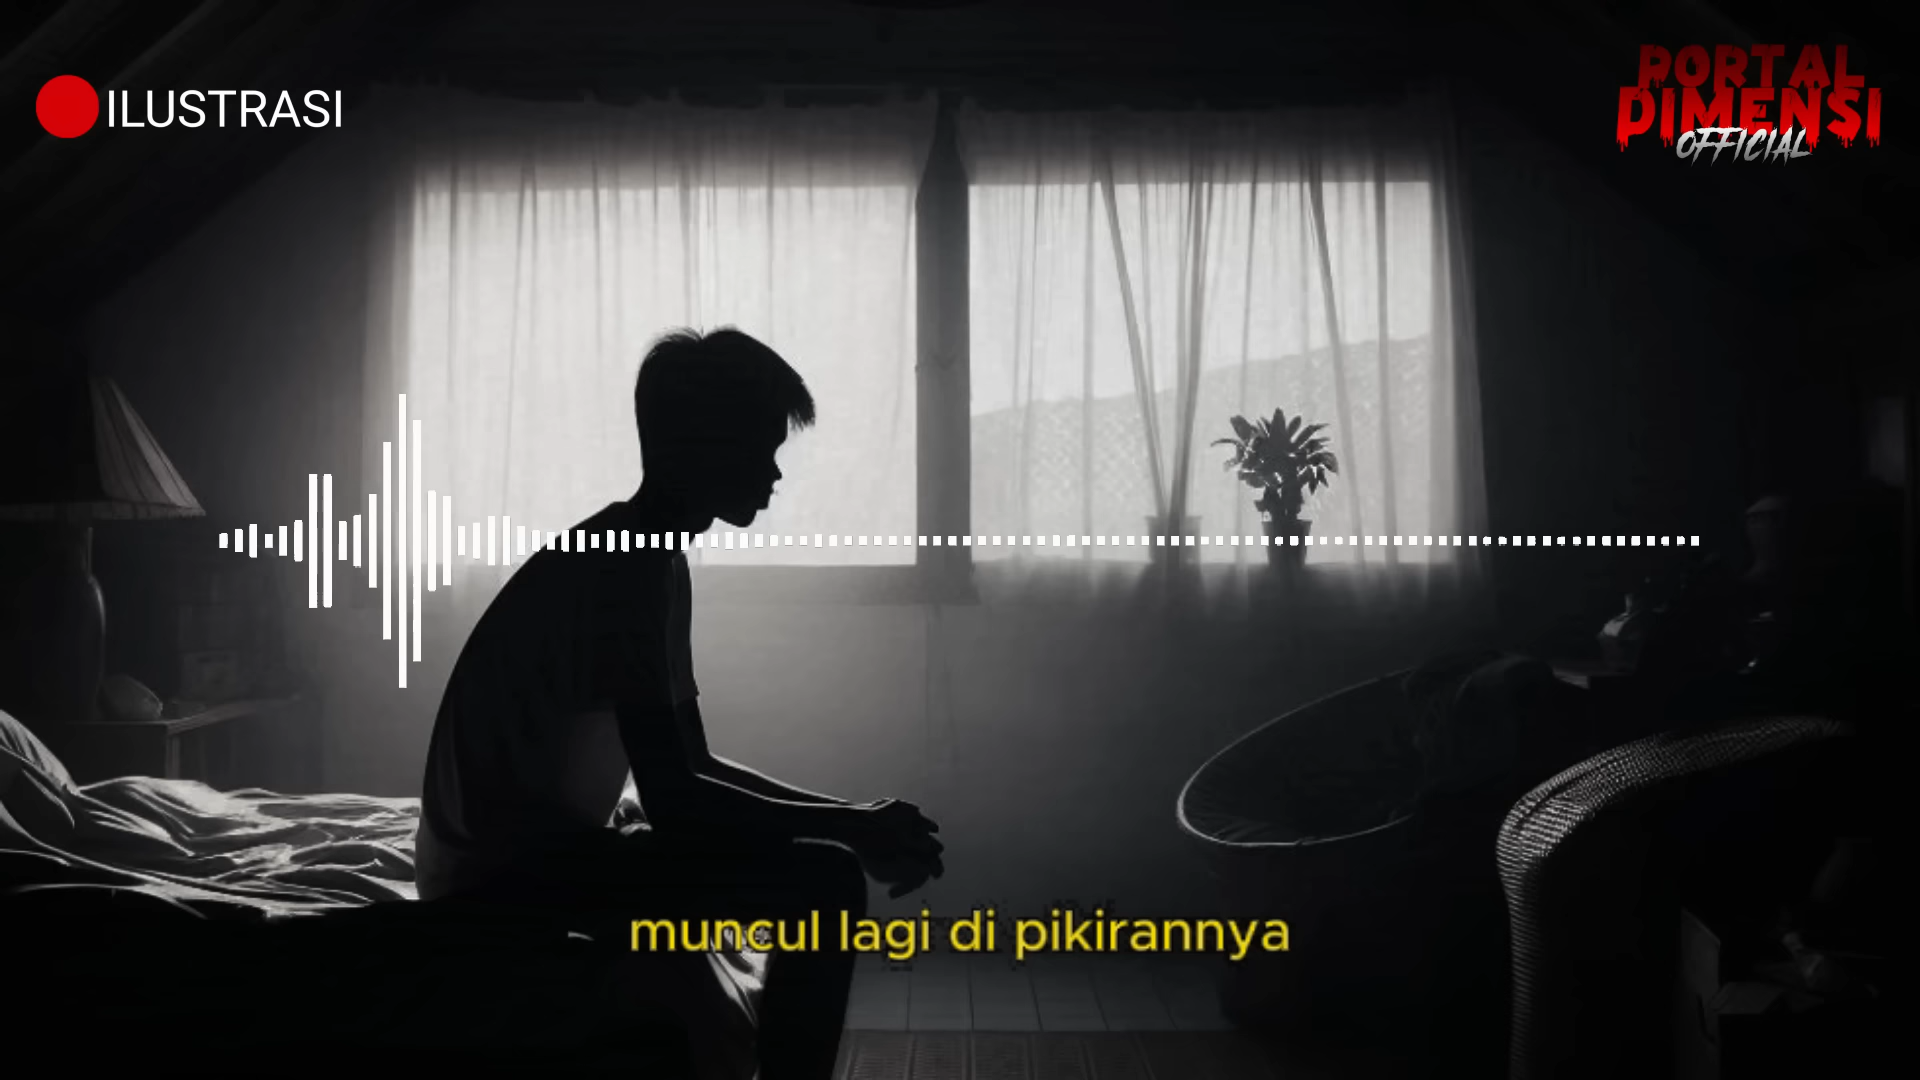 ILUSTRASI
PORTAL
DIMENSI
OFFICIAL
muncul lagi di pikirannya